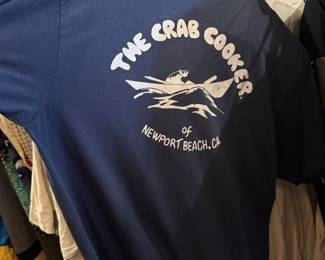 THE CRAB COOKER
of
NEWPORT BEACH, CA.